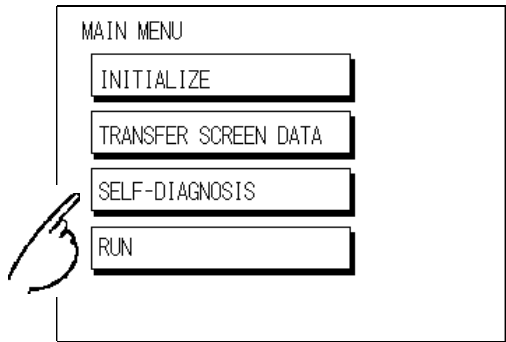 MAIN MENU
INITIALIZE
TRANSFER SCREEN DATA
SELF-DIAGNOSIS
RUN